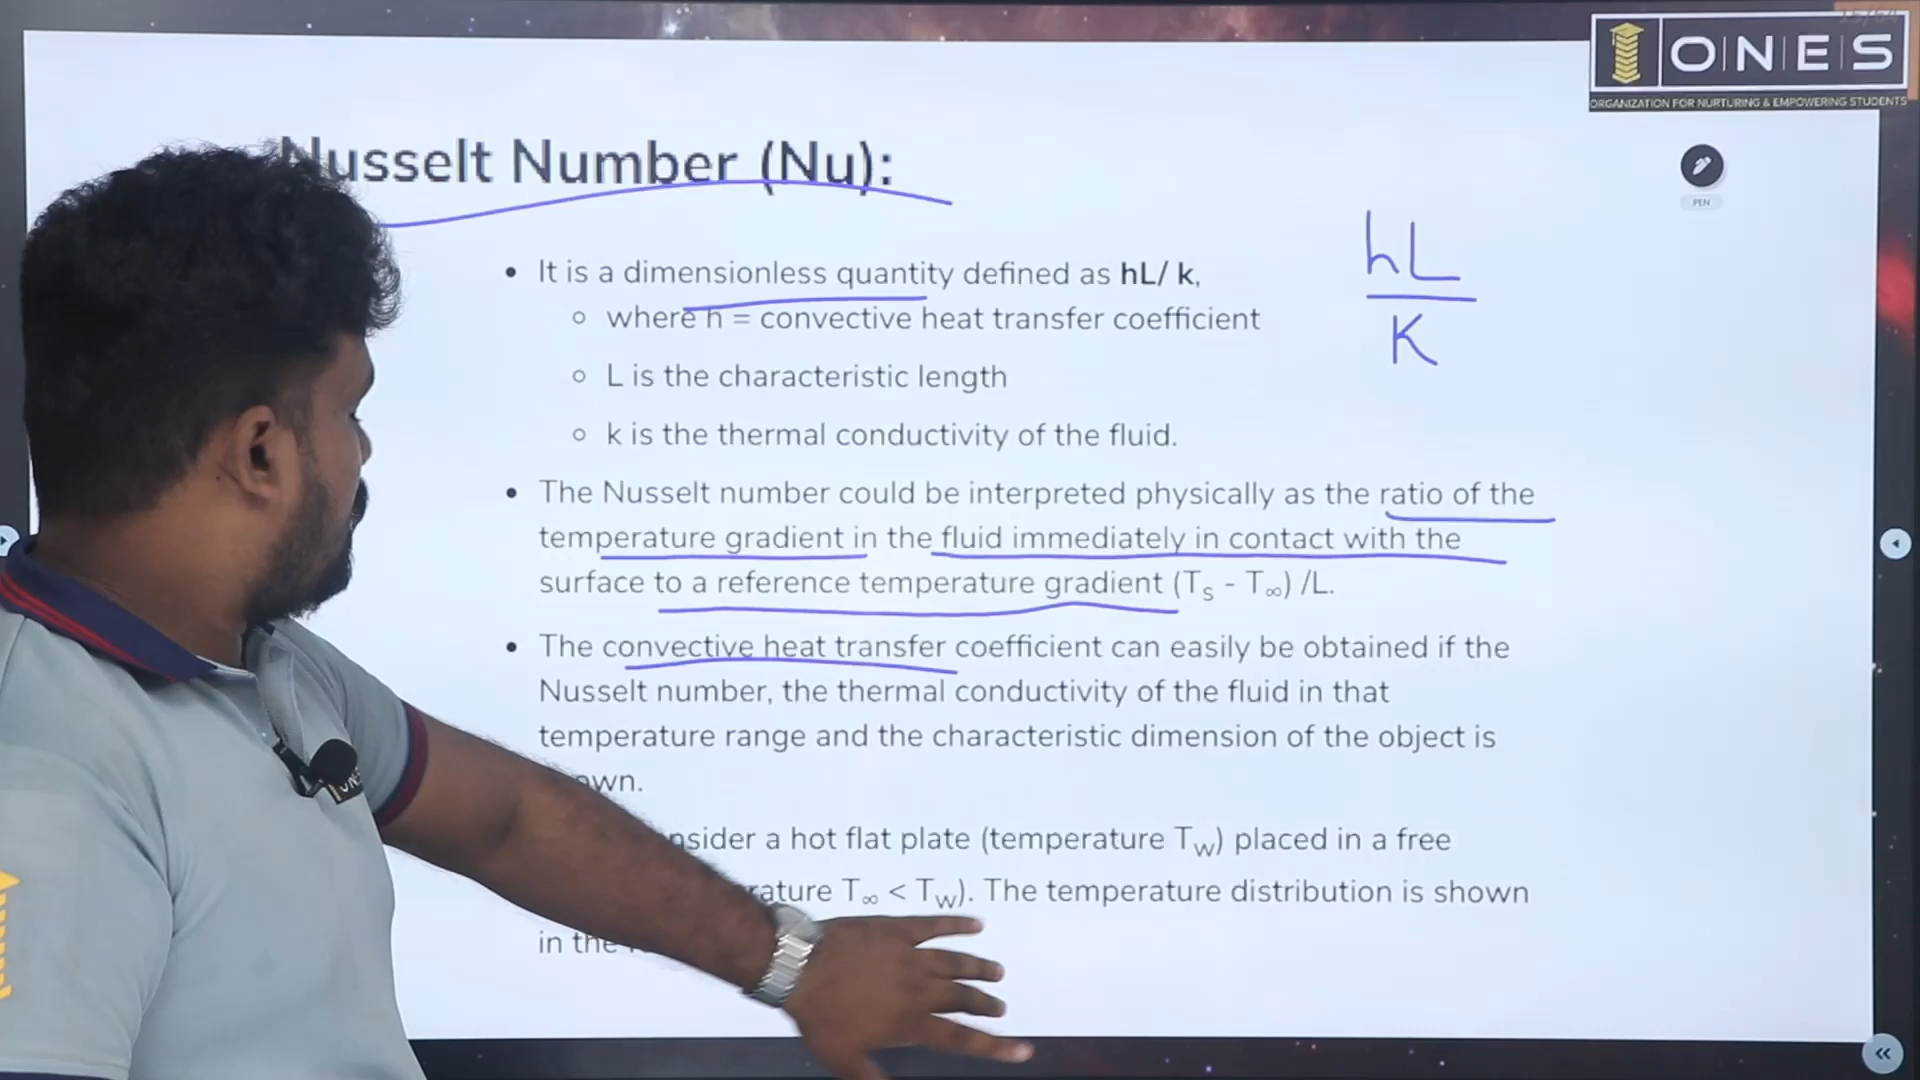 15/64
O|N|E|S
ORGANIZATION FOR NURTURING & EMPOWERING STUDENTS
Nusselt Number (Nu):
PEN
hL
K
• It is a dimensionless quantity defined as hL/ k,
○ where h = convective heat transfer coefficient
○ L is the characteristic length
○ k is the thermal conductivity of the fluid.
• The Nusselt number could be interpreted physically as the ratio of the
temperature gradient in the fluid immediately in contact with the
surface to a reference temperature gradient (Ts - T∞) /L.
• The convective heat transfer coefficient can easily be obtained if the
Nusselt number, the thermal conductivity of the fluid in that
temperature range and the characteristic dimension of the object is
own.
sider a hot flat plate (temperature Tw) placed in a free
ature T∞ < Tw). The temperature distribution is shown
in the